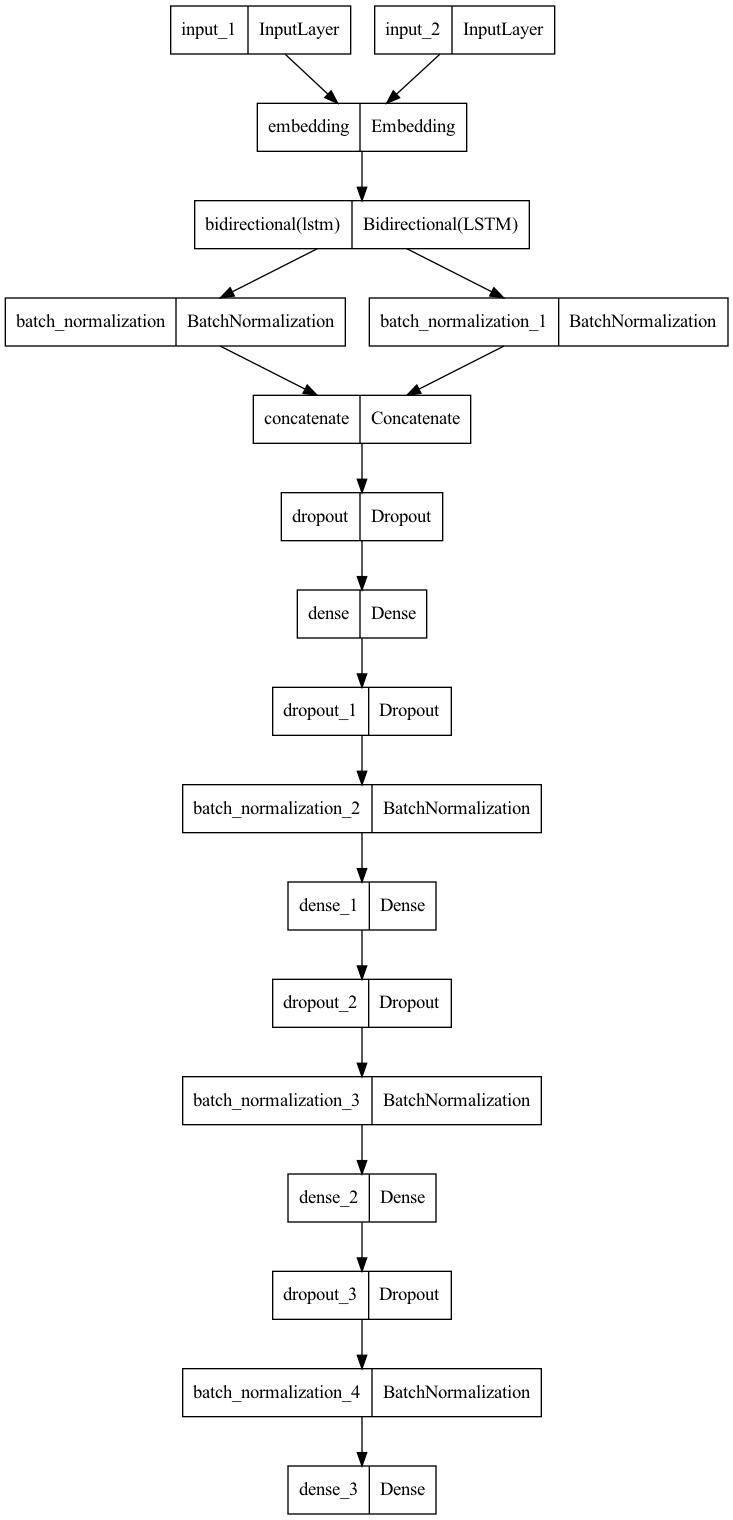 input_1 InputLayer input_2 InputLayer
embedding Embedding
bidirectional(lstm) Bidirectional(LSTM)
batch_normalization BatchNormalization batch_normalization_1 BatchNormalization
concatenate Concatenate
dropout Dropout
dense Dense
dropout_1 Dropout
batch_normalization_2 BatchNormalization
dense_1 Dense
dropout_2 Dropout
batch_normalization_3 BatchNormalization
dense_2 Dense
dropout_3 Dropout
batch_normalization_4 BatchNormalization
dense_3 Dense